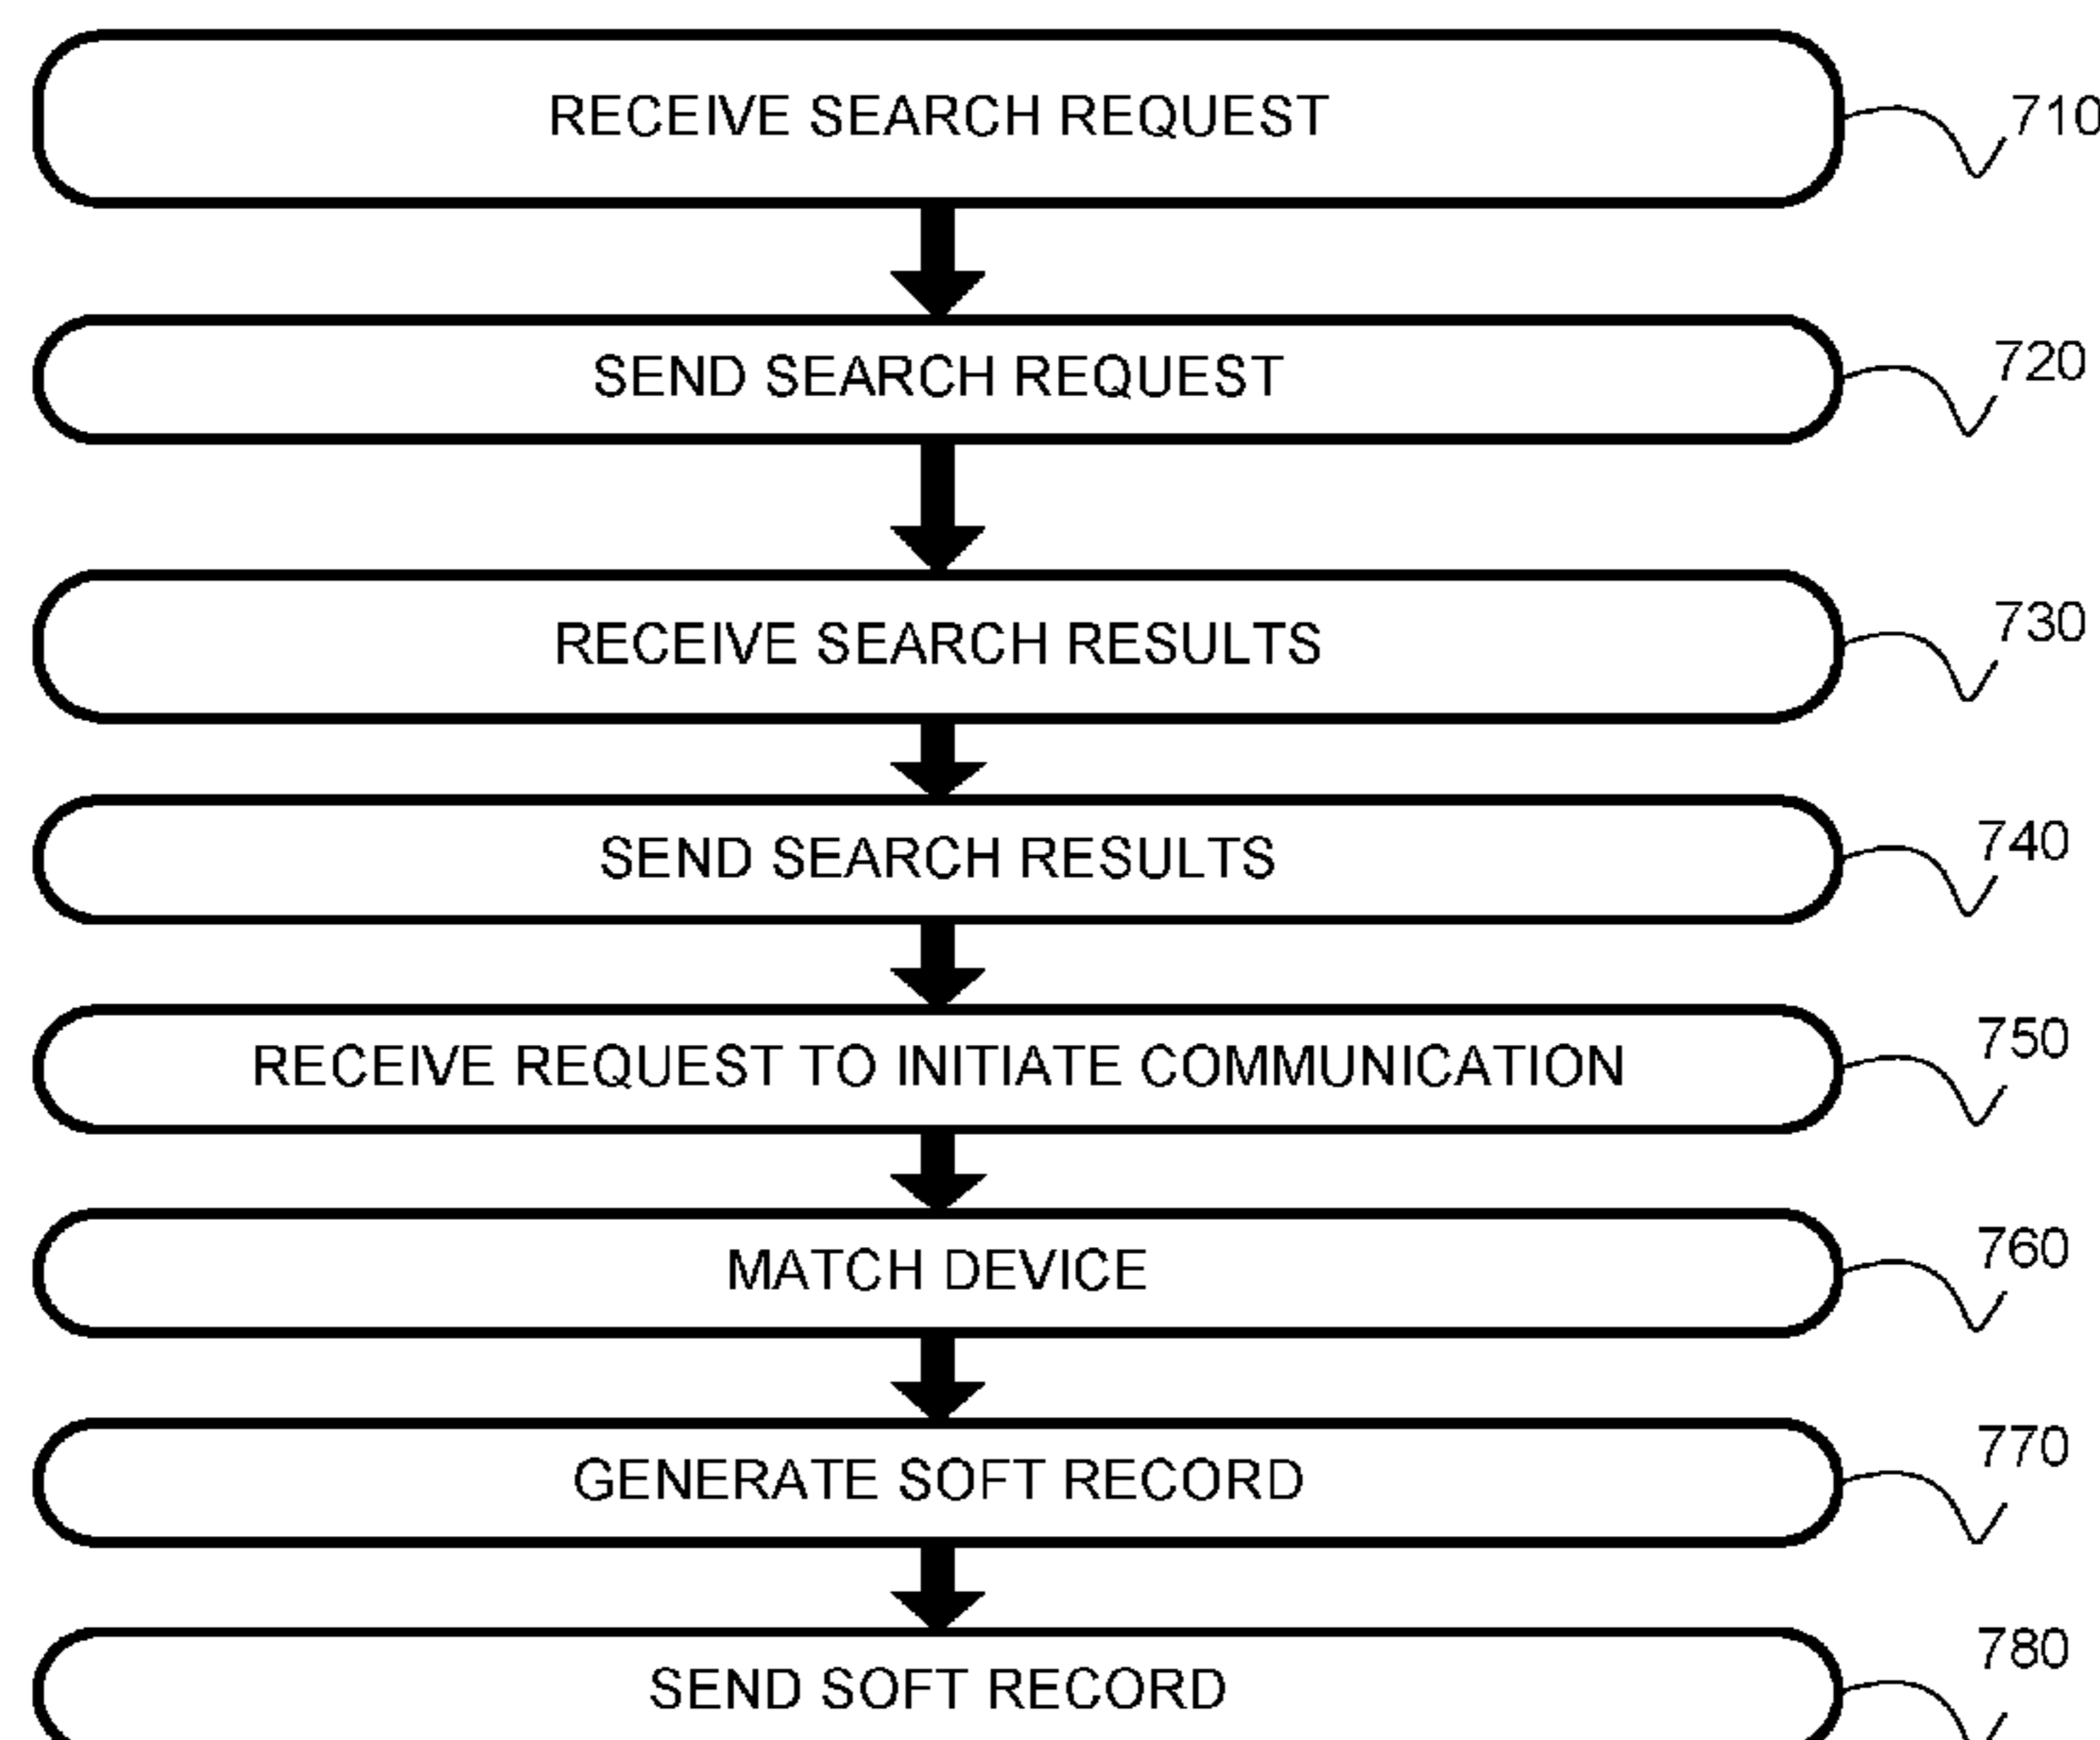 RECEIVE SEARCH REQUEST
710
SEND SEARCH REQUEST
720
RECEIVE SEARCH RESULTS
730
SEND SEARCH RESULTS
740
RECEIVE REQUEST TO INITIATE COMMUNICATION
750
MATCH DEVICE
760
GENERATE SOFT RECORD
770
SEND SOFT RECORD
780